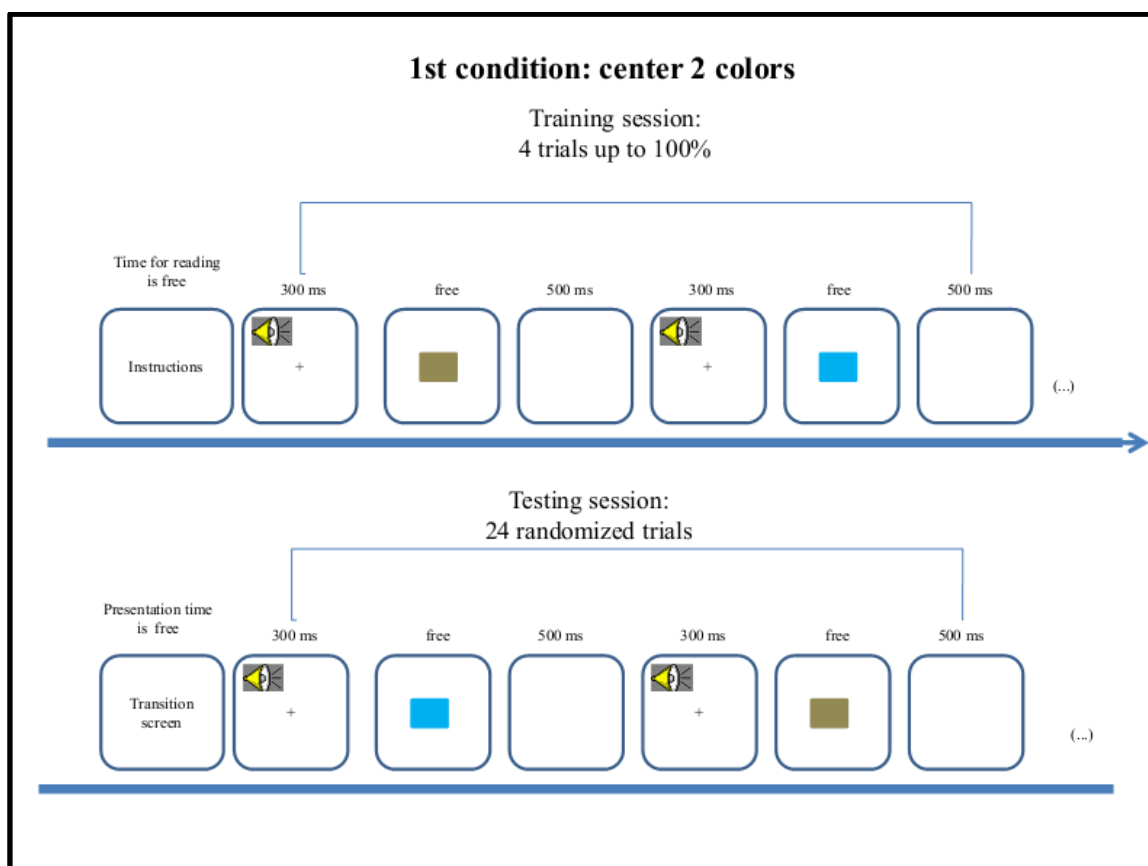 1st condition: center 2 colors
Training session:
4 trials up to 100%
Time for reading
is free
300 ms
free
500 ms
300 ms
free
500 ms
Instructions
+
+
(...)
Testing session:
24 randomized trials
Presentation time
is free
300 ms
free
500 ms
300 ms
free
500 ms
Transition
screen
+
+
(...)